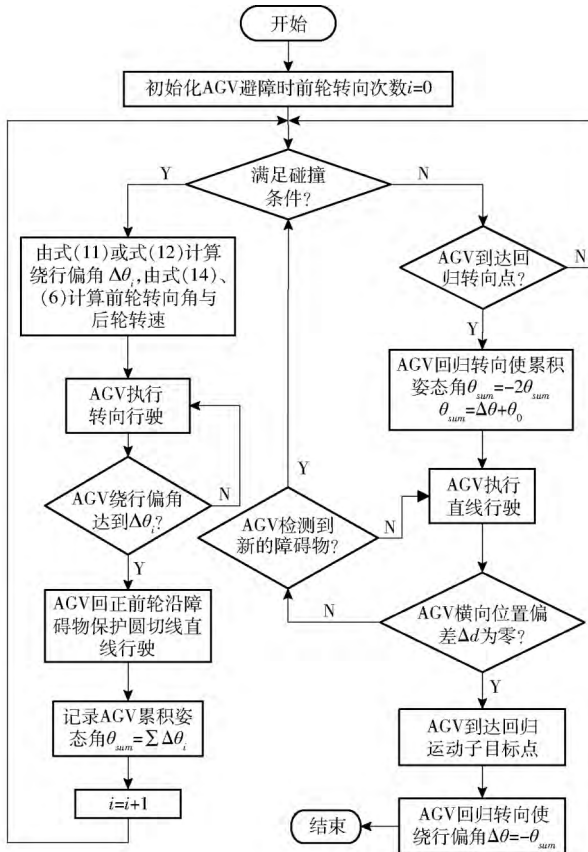 开始
初始化AGV避障时前轮转向次数i=0
满足碰撞
条件?
Y
N
由式(11)或式(12)计算
绕行偏角Δθi,由式(14)、
(6)计算前轮转向角与
后轮转速
AGV执行
转向行驶
AGV绕行偏角
达到Δθi?
N
Y
AGV回正前轮沿障
碍物保护圆切线直
线行驶
记录AGV累积姿
态角θsum=∑Δθi
i=i+1
AGV到达回
归转向点?
N
Y
AGV回归转向使累积
姿态角θsum=-2θsum
θsum=Δθ+θ0
AGV执行
直线行驶
AGV检测到
新的障碍物?
Y
N
AGV横向位置偏
差Δd为零?
N
Y
AGV到达回归
运动子目标点
AGV回归转向使
绕行偏角Δθ=-θsum
结束